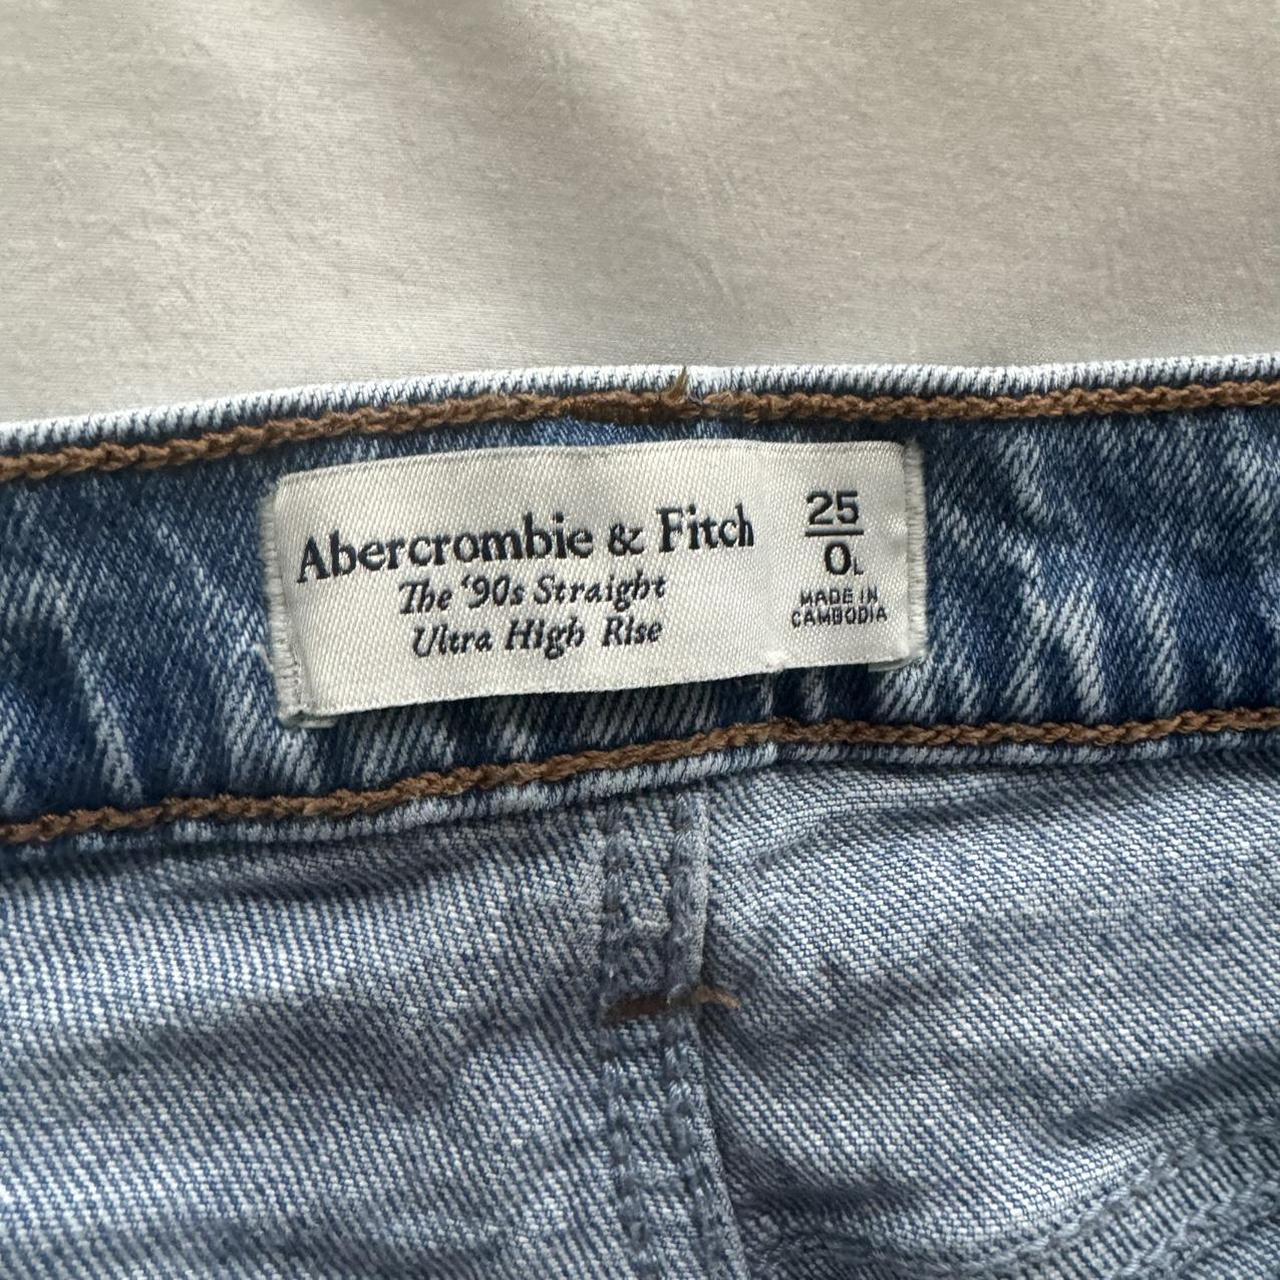 Abercrombie & Fitch
The '90s Straight
Ultra High Rise
25
0L
MADE IN
CAMBODIA